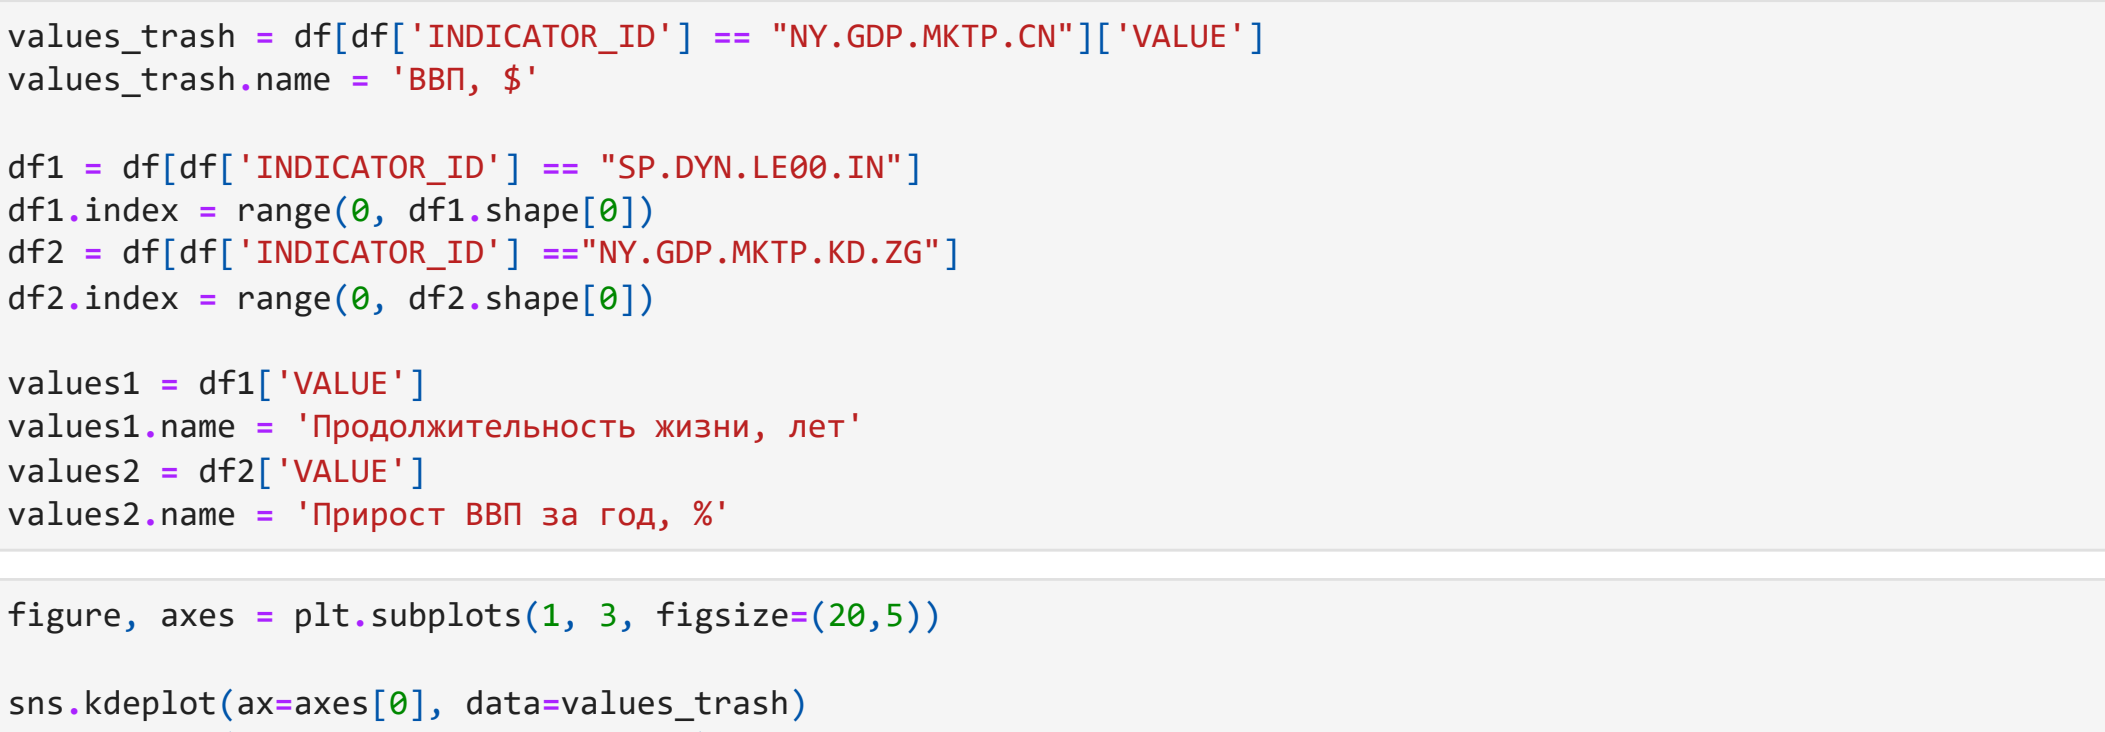 values_trash = df[df['INDICATOR_ID'] == "NY.GDP.MKTP.CN"]['VALUE']
values_trash.name = 'ВВП, $'
df1 = df[df['INDICATOR_ID'] == "SP.DYN.LE00.IN"]
df1.index = range(0, df1.shape[0])
df2 = df[df['INDICATOR_ID'] =="NY.GDP.MKTP.KD.ZG"]
df2.index = range(0, df2.shape[0])
values1 = df1['VALUE']
values1.name = 'Продолжительность жизни, лет'
values2 = df2['VALUE']
values2.name = 'Прирост ВВП за год, %'
figure, axes = plt.subplots(1, 3, figsize=(20,5))
sns.kdeplot(ax=axes[0], data=values_trash)